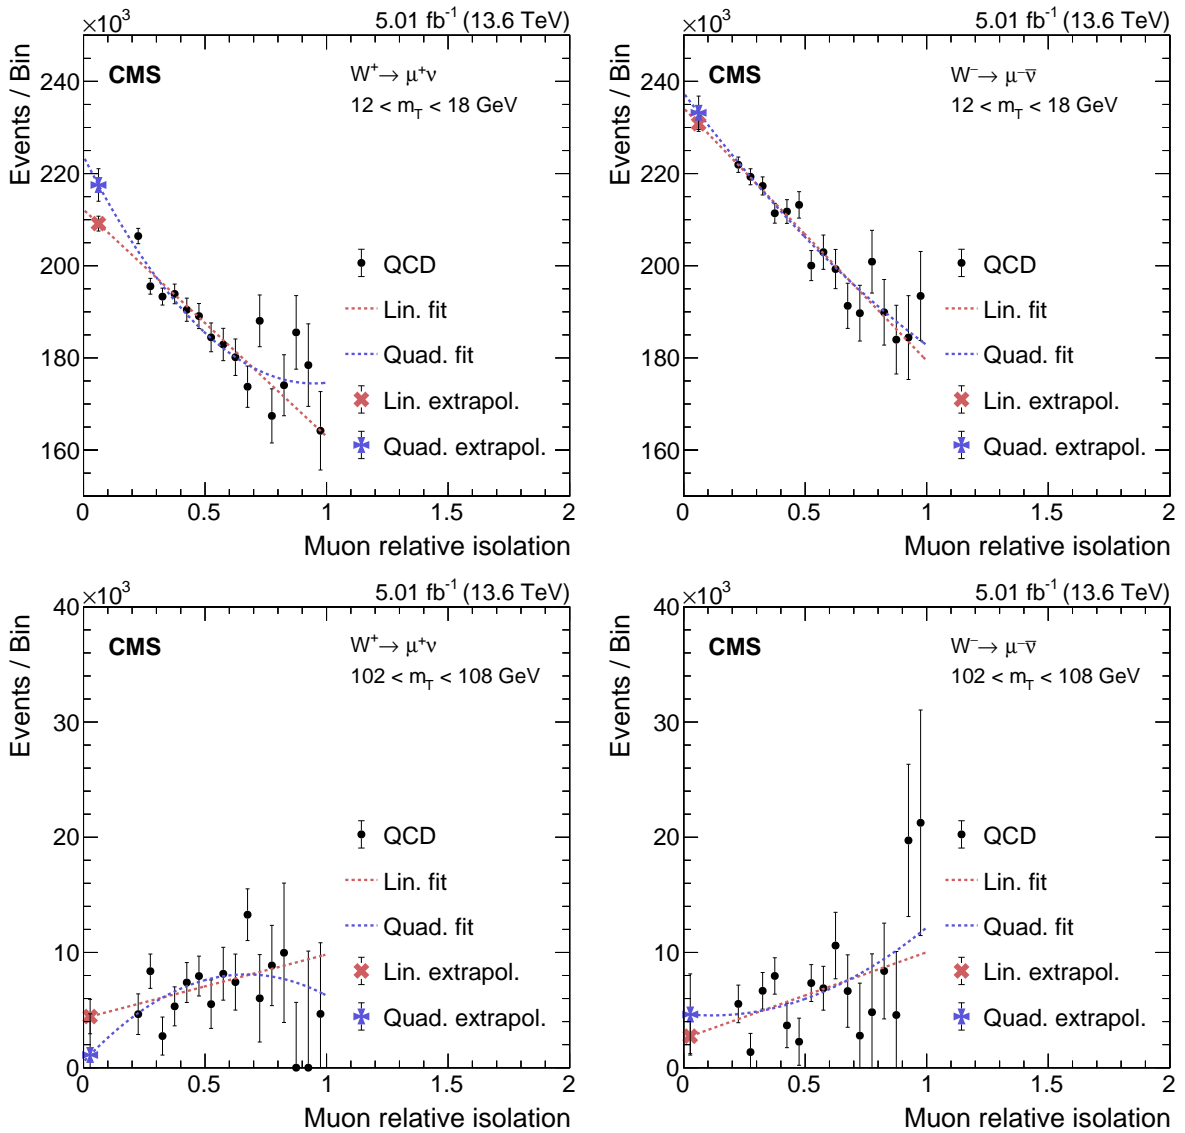 ×10³ 5.01 fb⁻¹ (13.6 TeV)
Events / Bin
CMS
W⁺→ μ⁺ν
12 < m_T < 18 GeV
QCD
Lin. fit
Quad. fit
Lin. extrapol.
Quad. extrapol.
240
220
200
180
160
0 0.5 1 1.5 2
Muon relative isolation
×10³ 5.01 fb⁻¹ (13.6 TeV)
Events / Bin
CMS
W⁻→ μ⁻ν̅
12 < m_T < 18 GeV
QCD
Lin. fit
Quad. fit
Lin. extrapol.
Quad. extrapol.
240
220
200
180
160
0 0.5 1 1.5 2
Muon relative isolation
×10³ 5.01 fb⁻¹ (13.6 TeV)
Events / Bin
CMS
W⁺→ μ⁺ν
102 < m_T < 108 GeV
QCD
Lin. fit
Quad. fit
Lin. extrapol.
Quad. extrapol.
40
30
20
10
0
0 0.5 1 1.5 2
Muon relative isolation
×10³ 5.01 fb⁻¹ (13.6 TeV)
Events / Bin
CMS
W⁻→ μ⁻ν̅
102 < m_T < 108 GeV
QCD
Lin. fit
Quad. fit
Lin. extrapol.
Quad. extrapol.
40
30
20
10
0
0 0.5 1 1.5 2
Muon relative isolation